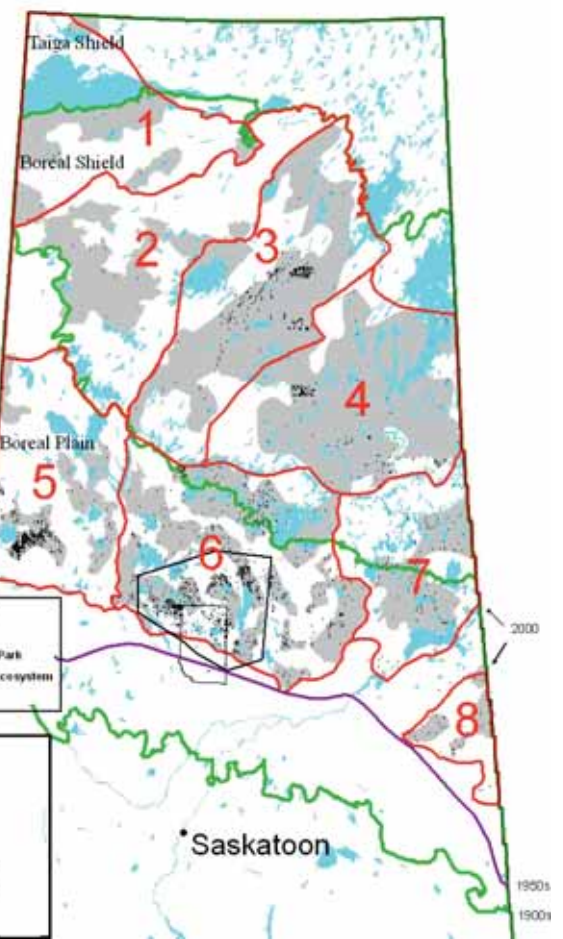 Taiga Shield
1
Boreal Shield
2
3
4
Boreal Plain
5
6
7
2000
Park
cosystem
8
Saskatoon
1950s
1900s